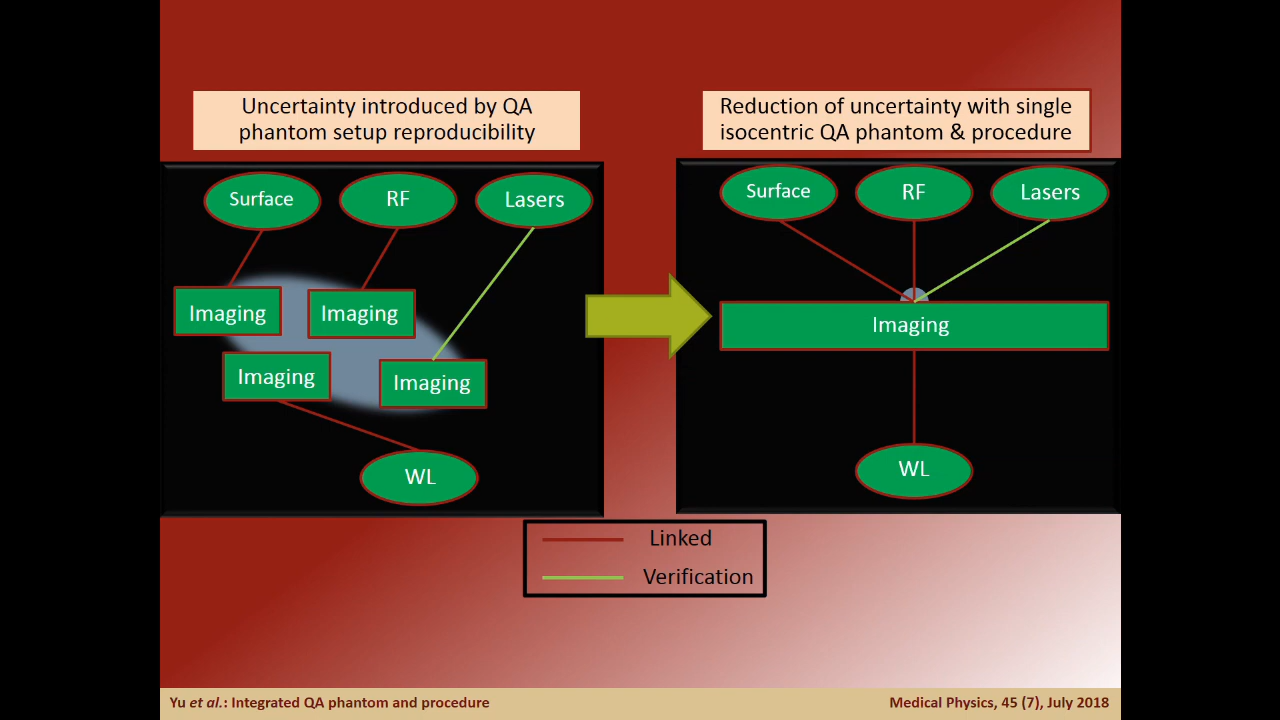 Uncertainty introduced by QA
phantom setup reproducibility
Reduction of uncertainty with single
isocentric QA phantom & procedure
Surface
RF
Lasers
Imaging
Imaging
Imaging
Imaging
WL
Surface
RF
Lasers
Imaging
WL
Linked
Verification
Yu et al.: Integrated QA phantom and procedure
Medical Physics, 45 (7), July 2018